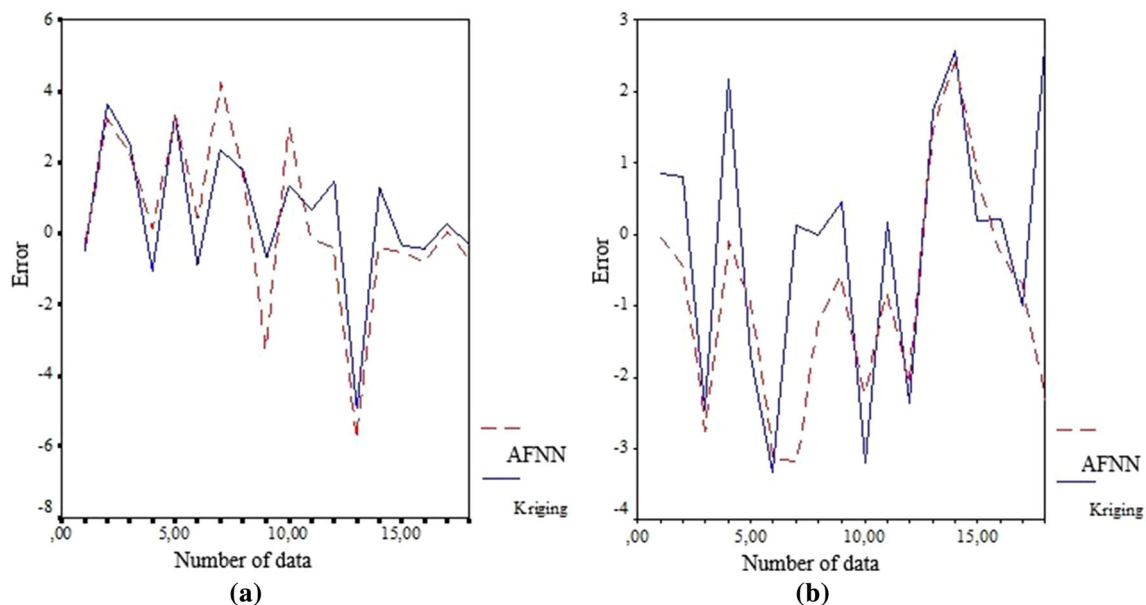 6
4
2
0
-2
-4
-6
-8
Error
,00
5,00
10,00
15,00
Number of data
AFNN
Kriging
(a)
3
2
1
0
-1
-2
-3
-4
Error
,00
5,00
10,00
15,00
Number of data
AFNN
Kriging
(b)